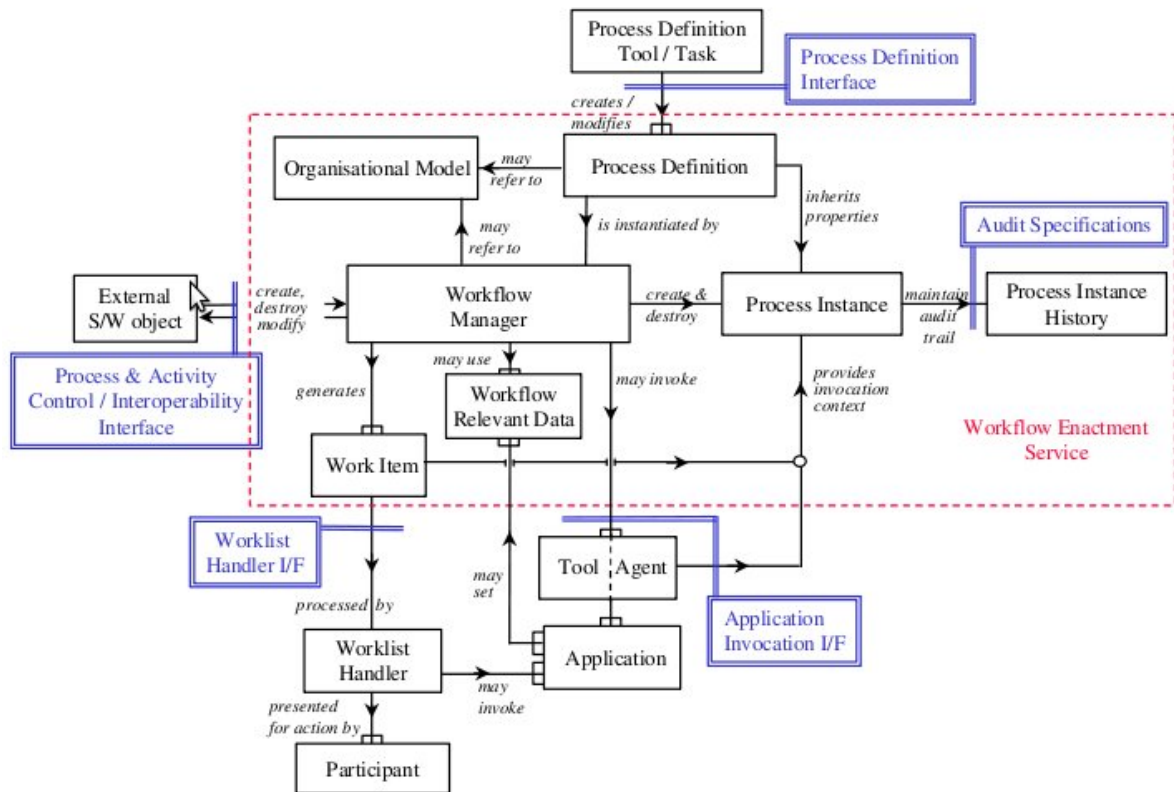 Process Definition
Tool / Task
Process Definition
Interface
creates /
modifies
Organisational Model
may
refer to
Process Definition
inherits
properties
is instantiated by
may
refer to
Audit Specifications
External
S/W object
create,
destroy
modify
Workflow
Manager
create &
destroy
Process Instance
maintain
audit
trail
Process Instance
History
Process & Activity
Control / Interoperability
Interface
generates
may use
Workflow
Relevant Data
may invoke
provides
invocation
context
Workflow Enactment
Service
Work Item
Worklist
Handler I/F
processed by
may
set
Tool Agent
Application
Invocation I/F
Worklist
Handler
may
invoke
Application
presented
for action by
Participant